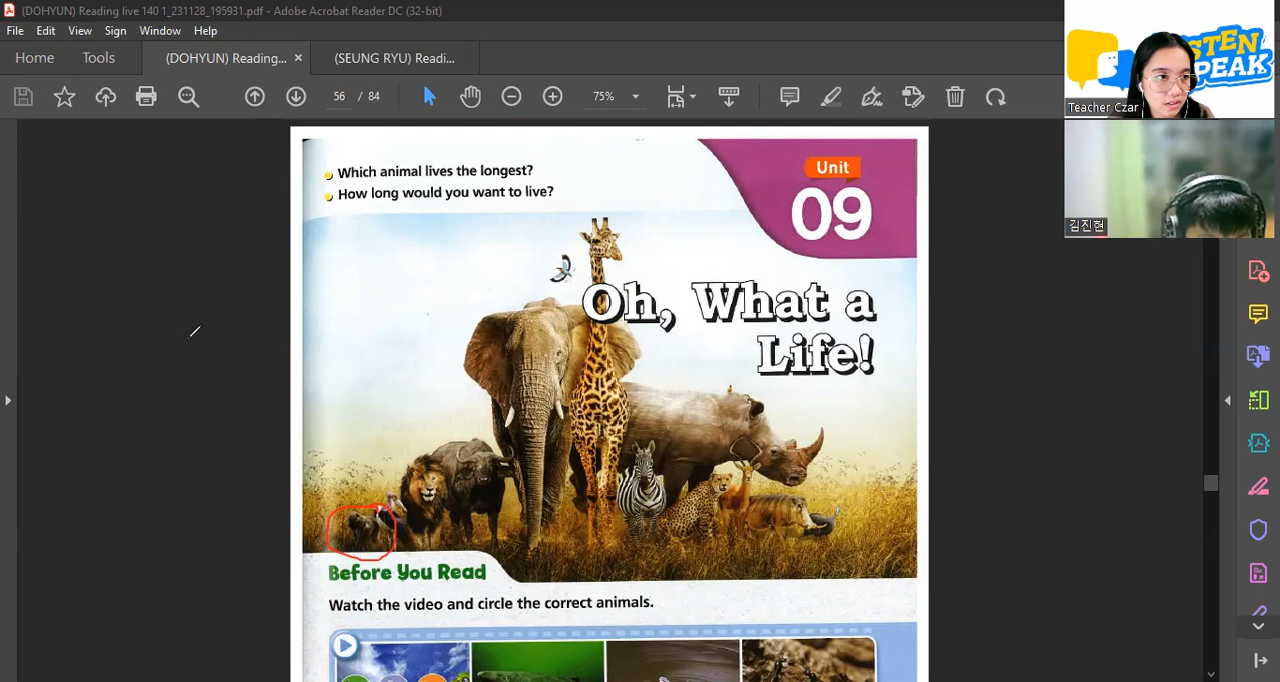 (DOHYUN) Reading live 140 1_231128_195931.pdf - Adobe Acrobat Reader DC (32-bit)
File Edit View Sign Window Help
Home Tools (DOHYUN) Reading... × (SEUNG RYU) Readi...
56 / 84 75%
STEN
PEAK
Teacher Czar
김진현
Which animal lives the longest?
How long would you want to live?
Unit
09
Oh, What a
Life!
Before You Read
Watch the video and circle the correct animals.